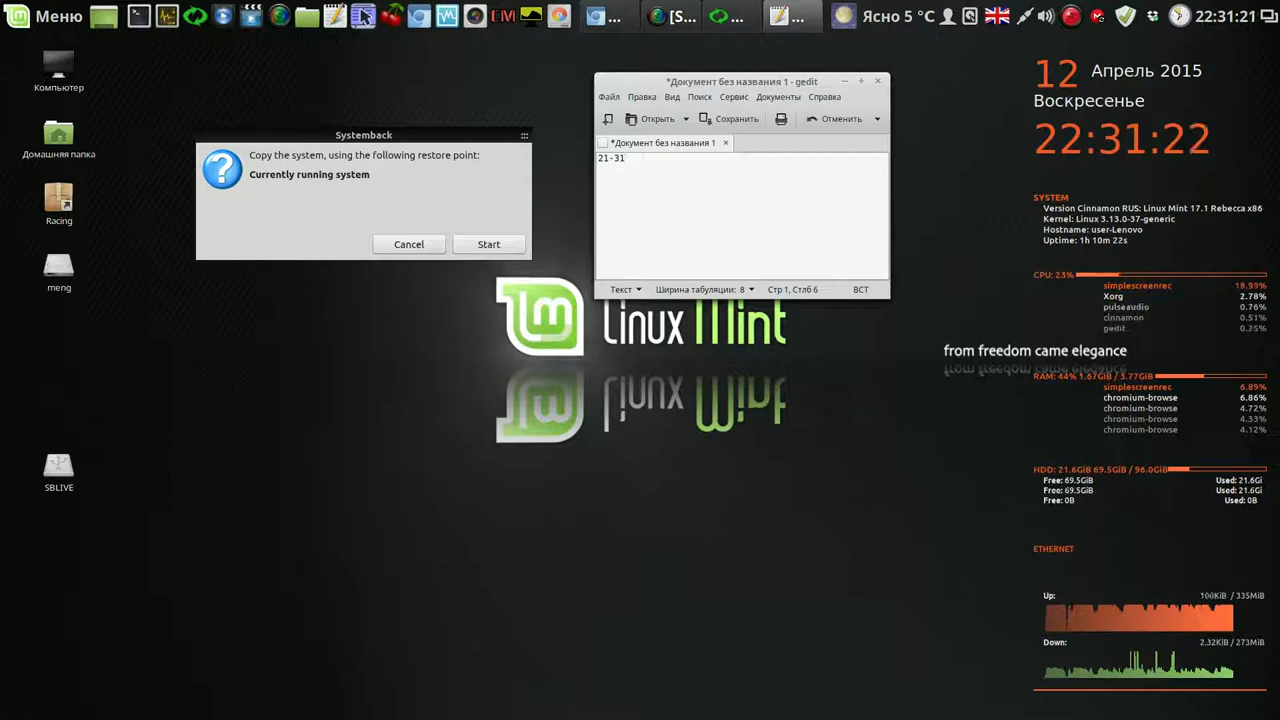 Меню
...
[S...
...
...
Ясно 5 °C
22:31:21
Компьютер
Домашняя папка
Racing
meng
SBLIVE
Systemback
Copy the system, using the following restore point:
Currently running system
Cancel
Start
*Документ без названия 1 - gedit
Файл Правка Вид Поиск Сервис Документы Справка
Открыть Сохранить Отменить
*Документ без названия 1
21-31
Текст Ширина табуляции: 8 Стр 1, Стлб 6 ВСТ
Linux Mint
from freedom came elegance
12 Апрель 2015
Воскресенье
22:31:22
SYSTEM
Version Cinnamon RUS: Linux Mint 17.1 Rebecca x86
Kernel: Linux 3.13.0-37-generic
Hostname: user-Lenovo
Uptime: 1h 10m 22s
CPU: 23%
simplescreenrec 18.99%
Xorg 2.78%
pulseaudio 0.76%
cinnamon 0.51%
gedit 0.25%
RAM: 44% 1.67GiB / 3.77GiB
simplescreenrec 6.89%
chromium-browse 6.86%
chromium-browse 4.72%
chromium-browse 4.33%
chromium-browse 4.12%
HDD: 21.6GiB 69.5GiB / 96.0GiB
Free: 69.5GiB Used: 21.6Gi
Free: 69.5GiB Used: 21.6Gi
Free: 0B Used: 0B
ETHERNET
Up: 106KiB / 335MiB
Down: 2.32KiB / 273MiB